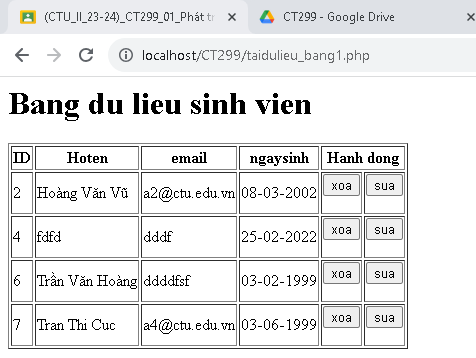 (CTU_II_23-24)_CT299_01_Phát tr
CT299 - Google Drive
localhost/CT299/taidulieu_bang1.php
Bang du lieu sinh vien
ID Hoten email ngaysinh Hanh dong
2 Hoàng Văn Vũ a2@ctu.edu.vn 08-03-2002 xoa sua
4 fdfd dddf 25-02-2022 xoa sua
6 Trần Văn Hoàng ddddfsf 03-02-1999 xoa sua
7 Tran Thi Cuc a4@ctu.edu.vn 03-06-1999 xoa sua